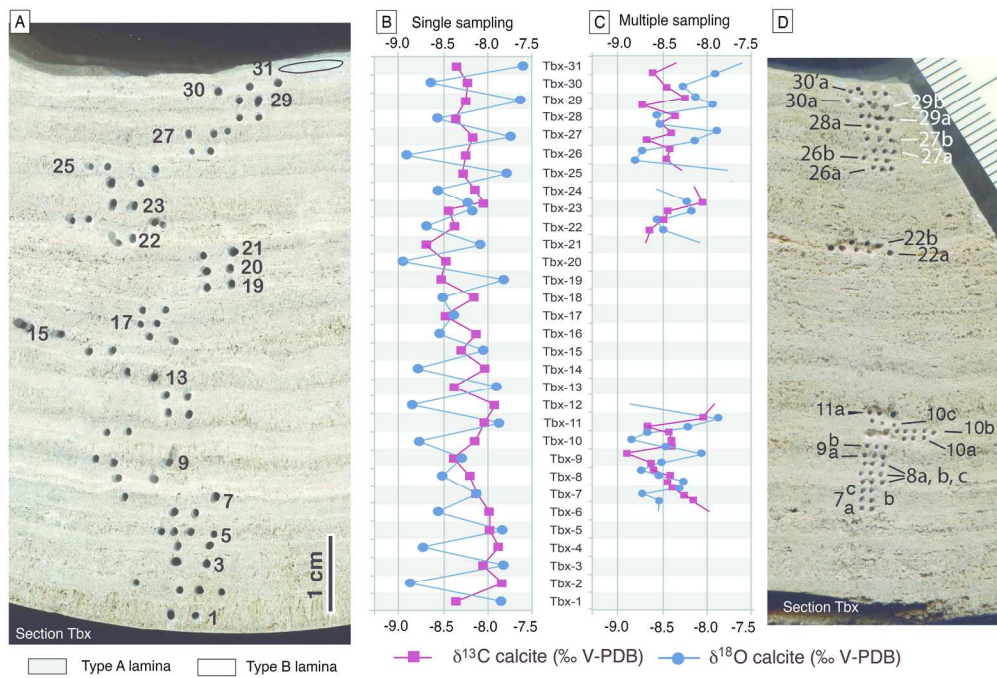 A
31
30
29
27
25
23
22
21
20
19
17
15
13
9
7
5
3
1
1 cm
Section Tbx
Type A lamina
Type B lamina
B
Single sampling
-9.0 -8.5 -8.0 -7.5
C
Multiple sampling
-9.0 -8.5 -8.0 -7.5
Tbx-31
Tbx-30
Tbx 29
Tbx-28
Tbx-27
Tbx-26
Tbx-25
Tbx-24
Tbx-23
Tbx-22
Tbx-21
Tbx-20
Tbx-19
Tbx-18
Tbx-17
Tbx-16
Tbx-15
Tbx-14
Tbx-13
Tbx-12
Tbx-11
Tbx-10
Tbx-9
Tbx-8
Tbx-7
Tbx-6
Tbx-5
Tbx-4
Tbx-3
Tbx-2
Tbx-1
-9.0 -8.5 -8.0 -7.5
-9.0 -8.5 -8.0 -7.5
δ13C calcite (‰ V-PDB)
δ18O calcite (‰ V-PDB)
D
30'a
30a
29b
29a
28a
27b
27a
26b
26a
22b
22a
11a
10c
10b
10a
b
9a
8a, b, c
c
7a
b
Section Tbx